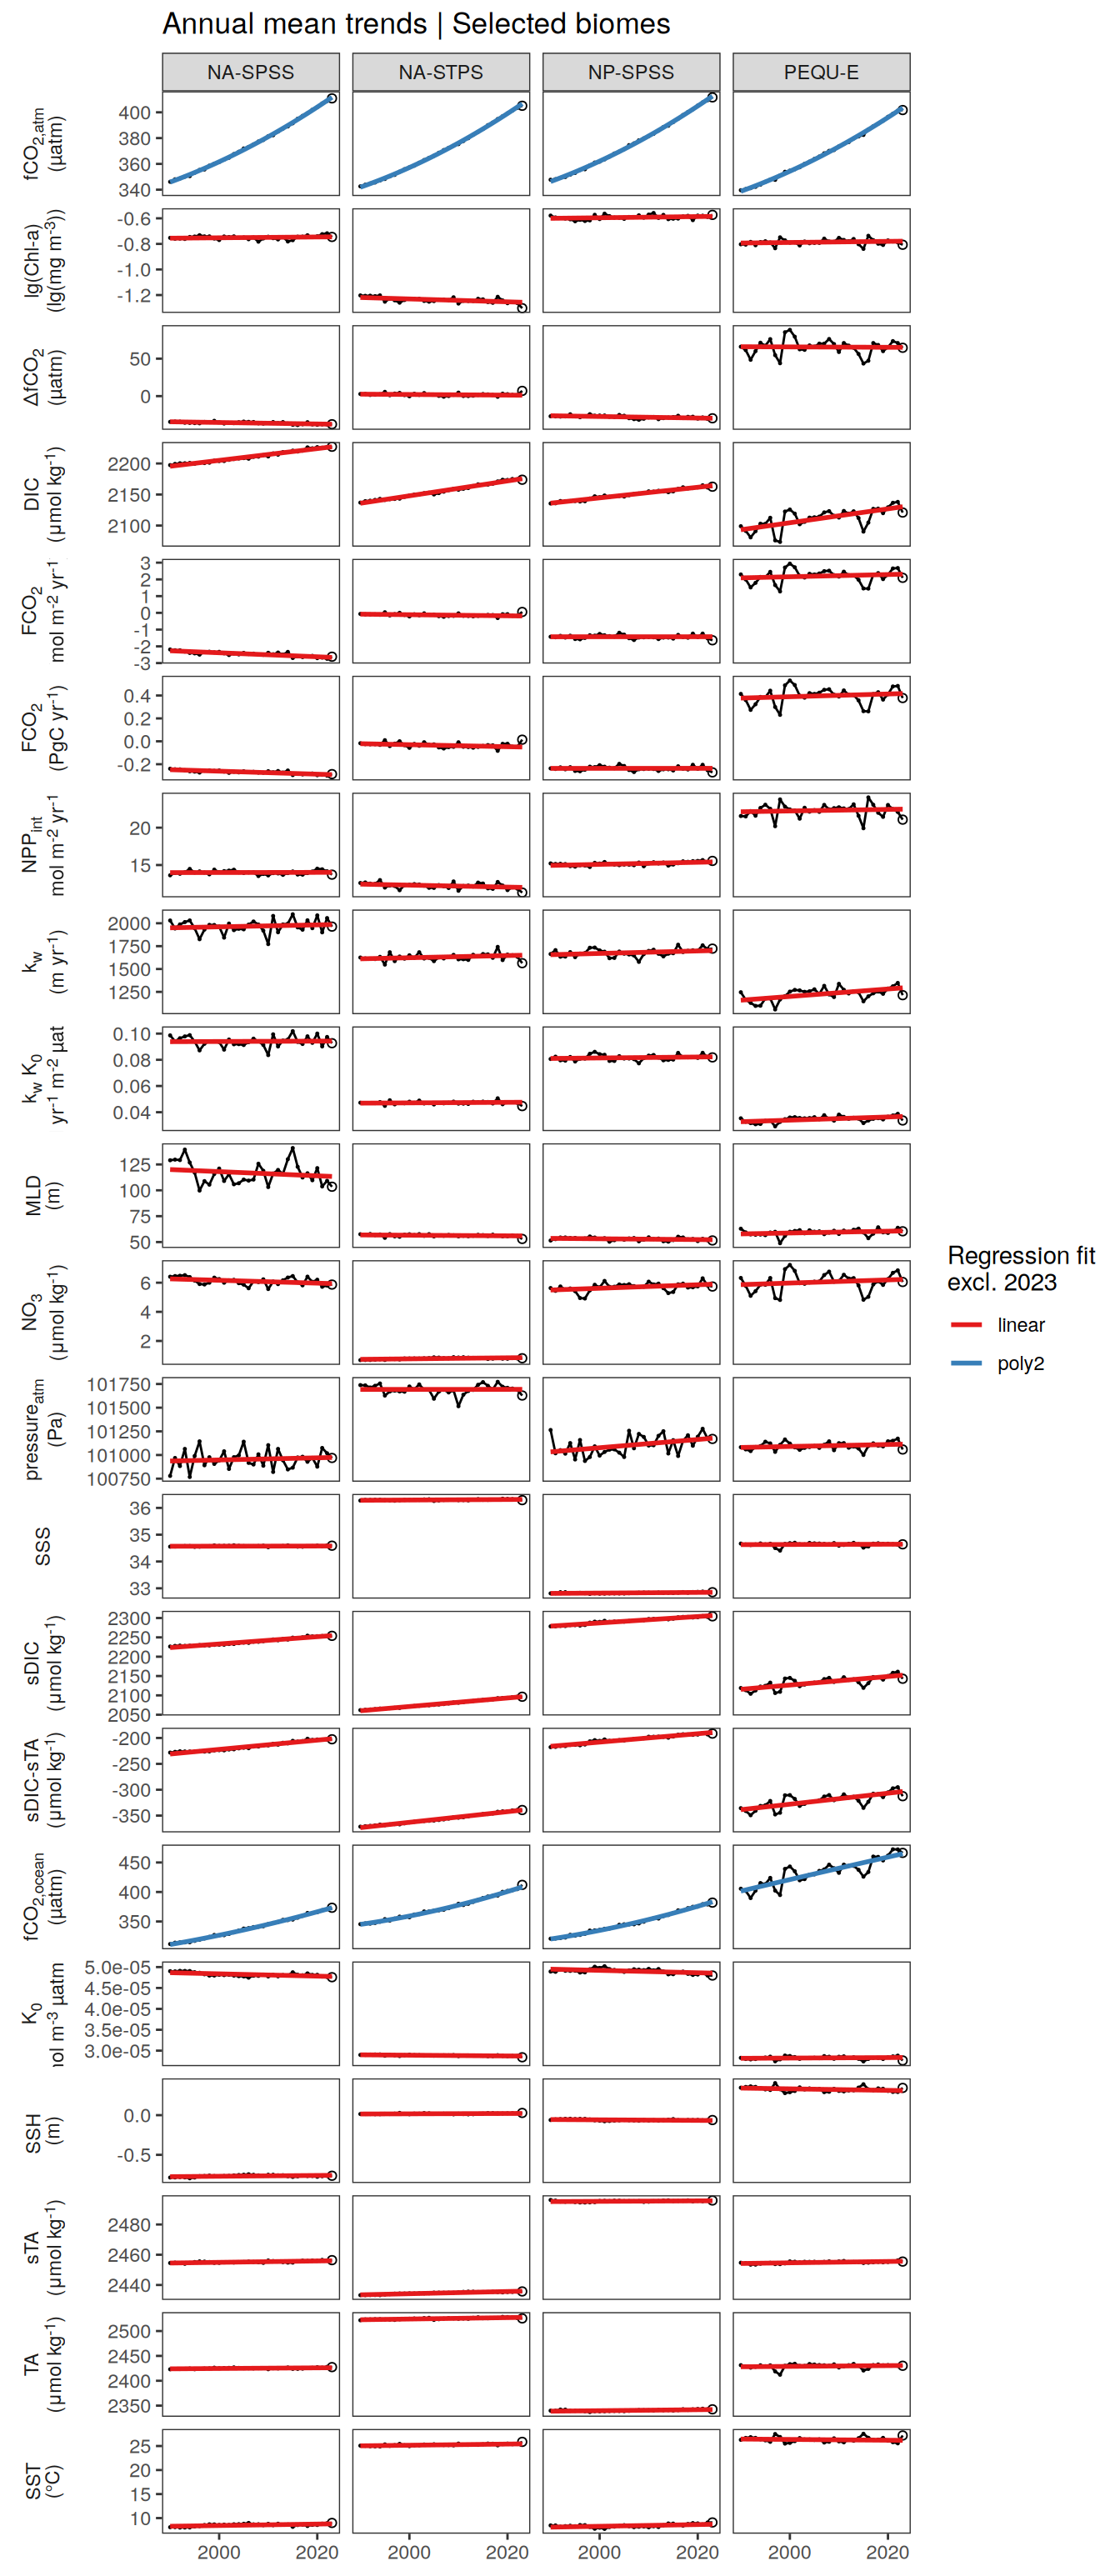 Annual mean trends | Selected biomes
NA-SPSS NA-STPS NP-SPSS PEQU-E
fCO2,atm
(µatm)
400
380
360
340
lg(Chl-a)
(lg(mg m-3))
-0.6
-0.8
-1.0
-1.2
ΔfCO2
(µatm)
50
0
DIC
(µmol kg-1)
2200
2150
2100
FCO2
mol m-2 yr-1
3
2
1
0
-1
-2
-3
FCO2
(PgC yr-1)
0.4
0.2
0.0
-0.2
NPPint
mol m-2 yr-1
20
15
kw
(m yr-1)
2000
1750
1500
1250
kw K0
yr-1 m-2 µat
0.10
0.08
0.06
0.04
MLD
(m)
125
100
75
50
NO3
(µmol kg-1)
6
4
2
pressureatm
(Pa)
101750
101500
101250
101000
100750
SSS
36
35
34
33
sDIC
(µmol kg-1)
2300
2250
2200
2150
2100
2050
sDIC-sTA
(µmol kg-1)
-200
-250
-300
-350
fCO2,ocean
(µatm)
450
400
350
K0
ol m-3 µatm
5.0e-05
4.5e-05
4.0e-05
3.5e-05
3.0e-05
SSH
(m)
0.0
-0.5
sTA
(µmol kg-1)
2480
2460
2440
TA
(µmol kg-1)
2500
2450
2400
2350
SST
(°C)
25
20
15
10
2000 2020 2000 2020 2000 2020 2000 2020
Regression fit
excl. 2023
linear
poly2